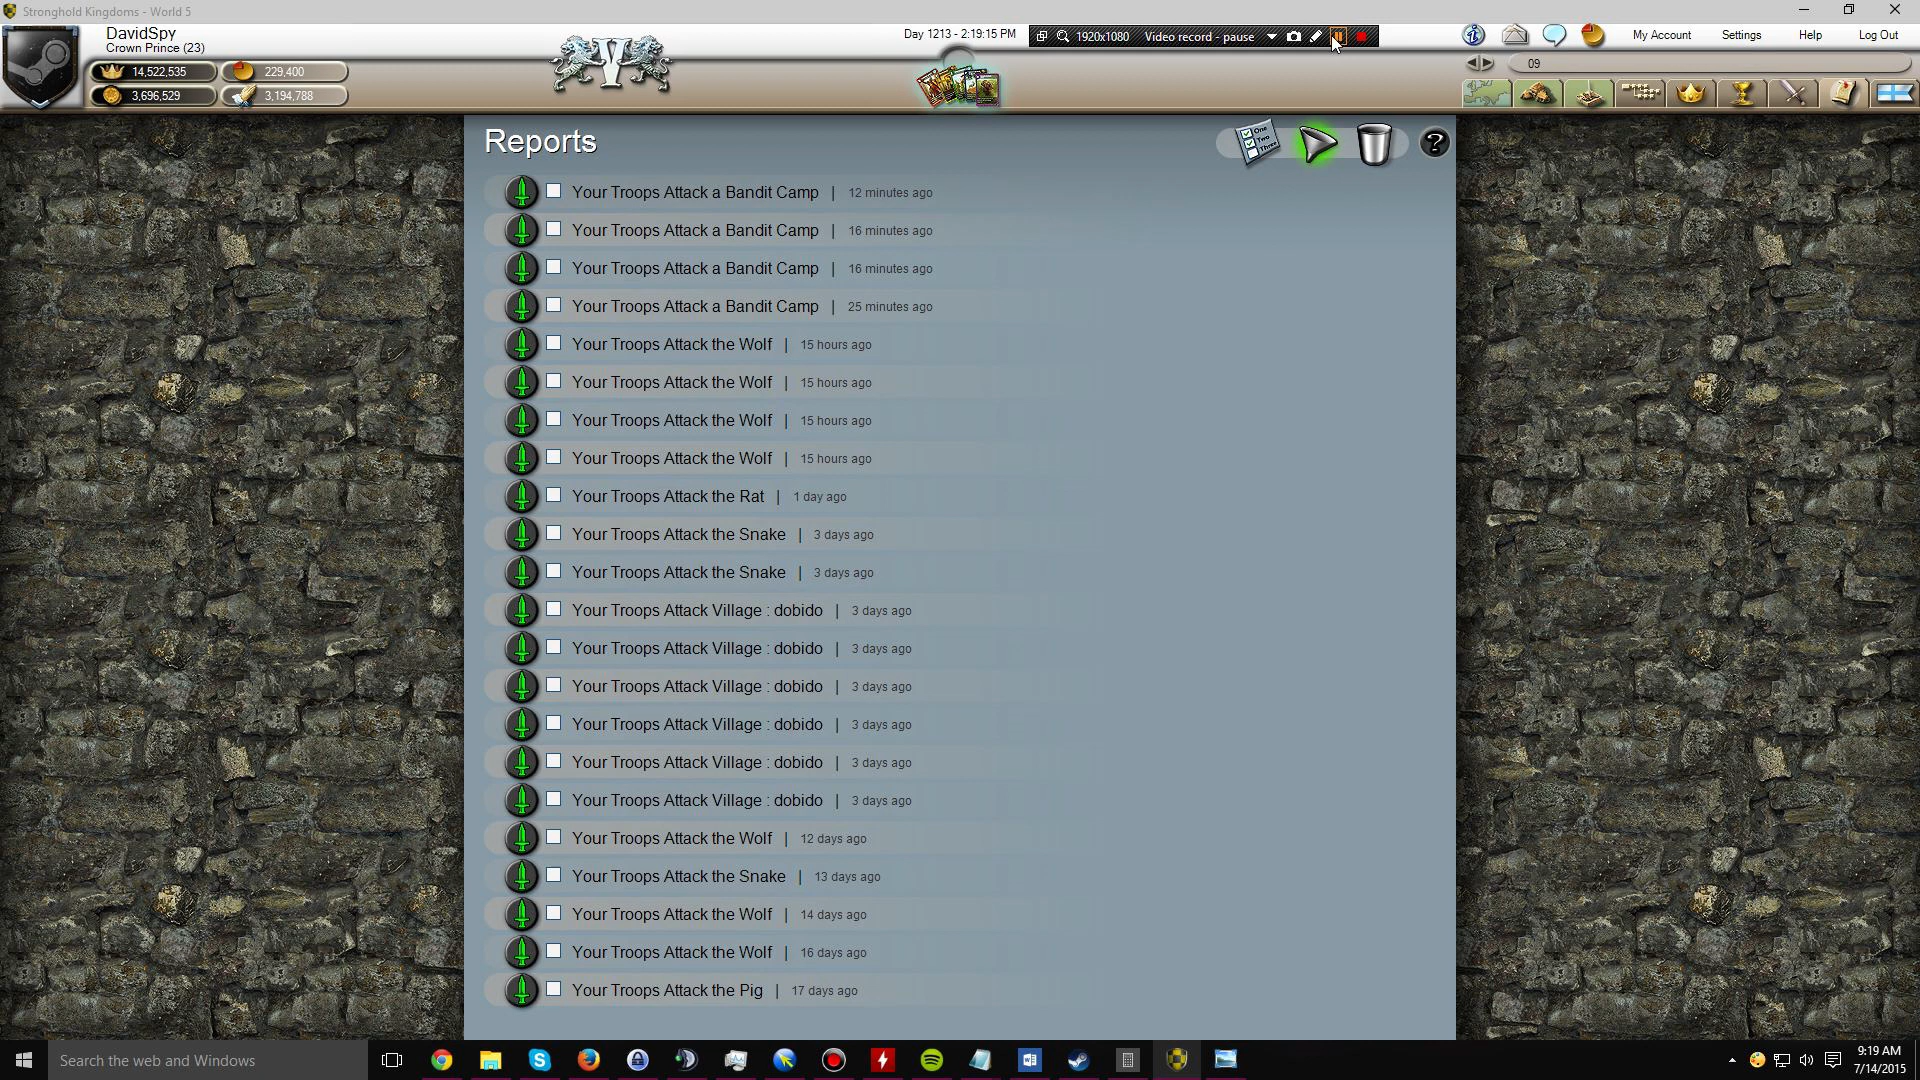 Stronghold Kingdoms - World 5
DavidSpy
Crown Prince (23)
14,522,535
229,400
3,696,529
3,194,788
Day 1213 - 2:19:15 PM
1920x1080
Video record - pause
My Account
Settings
Help
Log Out
09
Reports
One
Two
Three
?
Your Troops Attack a Bandit Camp | 12 minutes ago
Your Troops Attack a Bandit Camp | 16 minutes ago
Your Troops Attack a Bandit Camp | 16 minutes ago
Your Troops Attack a Bandit Camp | 25 minutes ago
Your Troops Attack the Wolf | 15 hours ago
Your Troops Attack the Wolf | 15 hours ago
Your Troops Attack the Wolf | 15 hours ago
Your Troops Attack the Wolf | 15 hours ago
Your Troops Attack the Rat | 1 day ago
Your Troops Attack the Snake | 3 days ago
Your Troops Attack the Snake | 3 days ago
Your Troops Attack Village : dobido | 3 days ago
Your Troops Attack Village : dobido | 3 days ago
Your Troops Attack Village : dobido | 3 days ago
Your Troops Attack Village : dobido | 3 days ago
Your Troops Attack Village : dobido | 3 days ago
Your Troops Attack Village : dobido | 3 days ago
Your Troops Attack the Wolf | 12 days ago
Your Troops Attack the Snake | 13 days ago
Your Troops Attack the Wolf | 14 days ago
Your Troops Attack the Wolf | 16 days ago
Your Troops Attack the Pig | 17 days ago
Search the web and Windows
9:19 AM
7/14/2015